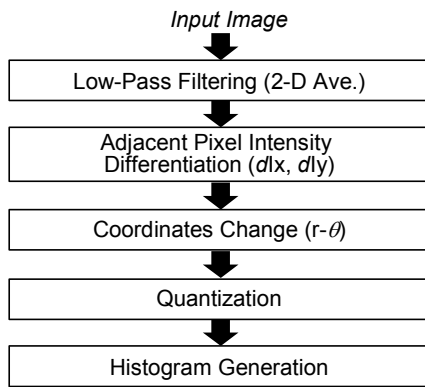 Input Image
Low-Pass Filtering (2-D Ave.)
Adjacent Pixel Intensity
Differentiation (dIx, dIy)
Coordinates Change (r-θ)
Quantization
Histogram Generation